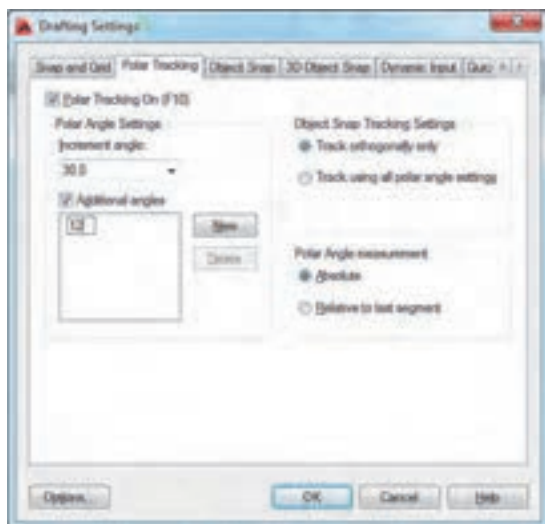 Drafting Settings
Snap and Grid
Polar Tracking
Object Snap
3D Object Snap
Dynamic Input
Quic
Polar Tracking On (F10)
Polar Angle Settings
Increment angle:
30.0
Additional angles
New
Delete
Object Snap Tracking Settings
Track orthogonally only
Track using all polar angle settings
Polar Angle measurement
Absolute
Relative to last segment
Options...
OK
Cancel
Help